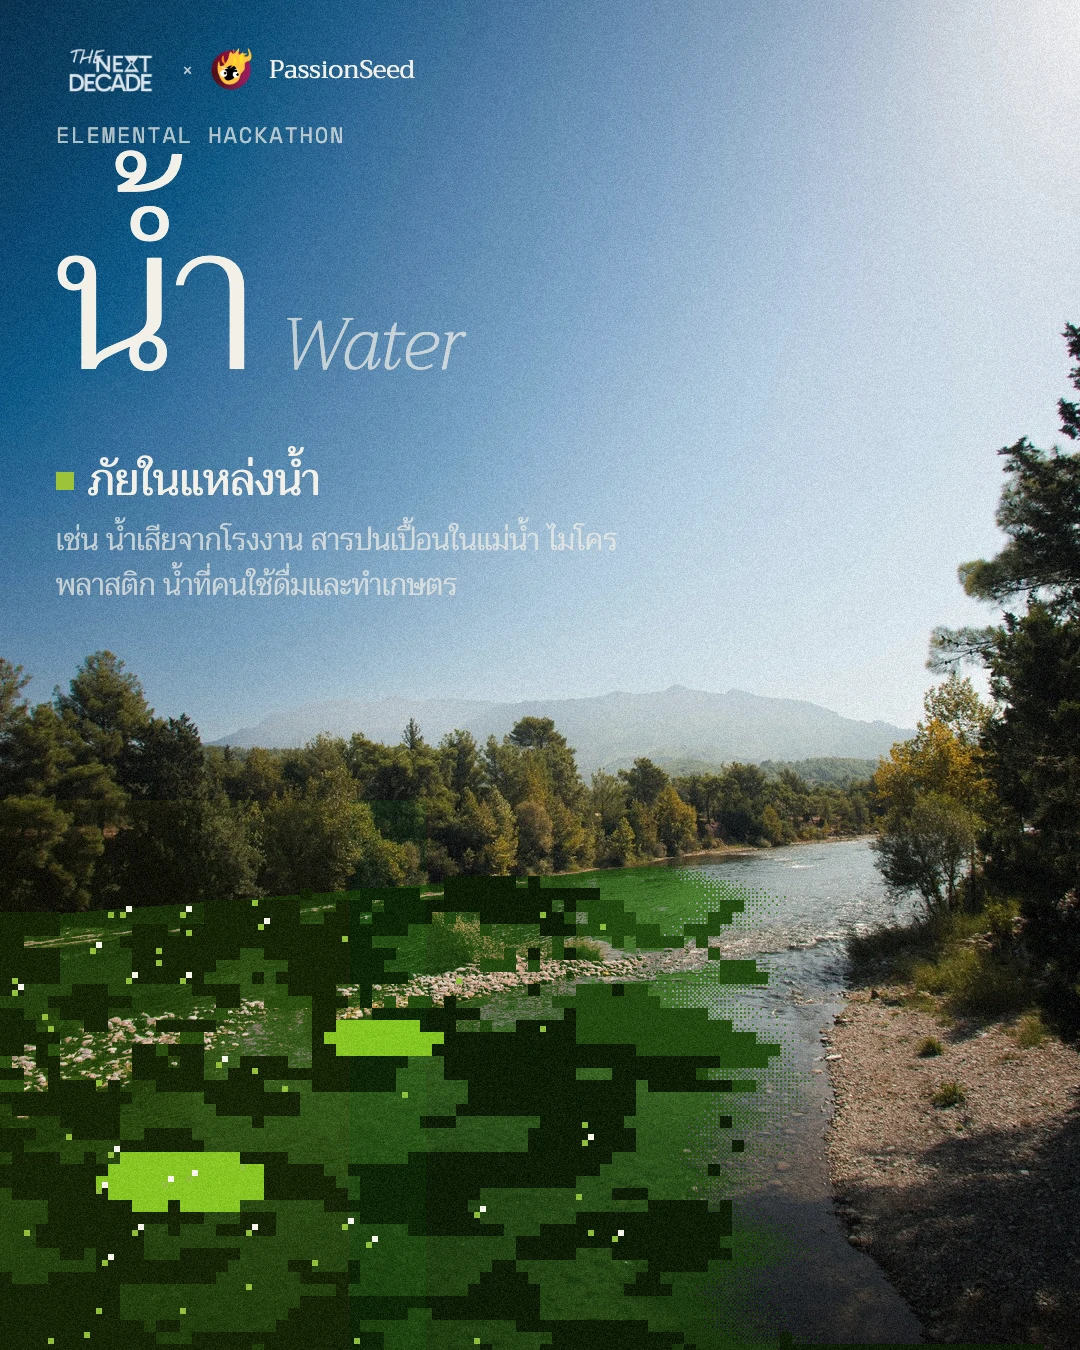 THE NEXT DECADE × PassionSeed
ELEMENTAL HACKATHON
น้ำ Water
ภัยในแหล่งน้ำ
เช่น น้ำเสียจากโรงงาน สารปนเปื้อนในแม่น้ำ ไมโคร
พลาสติก น้ำที่คนใช้ดื่มและทำเกษตร